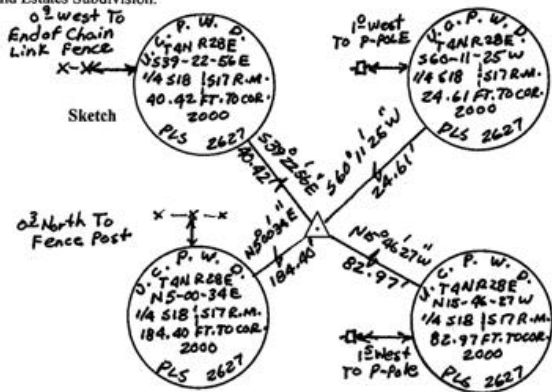 nd Estates Subdivision.
0.2 West To
End of Chain
Link Fence
x-x
Sketch
U. C. P. W. D.
T4N R28E
S39-22-56E
1/4 S18 | S17 R.M.
40.42 FT. TO COR.
2000
PLS 2627
1.0 West
To P-Pole
U. C. P. W. D.
T4N R28E
S60-11-25W
1/4 S18 | S17 R.M.
24.61 FT. TO COR.
2000
PLS 2627
S39°22'56"E
40.42'
S60°11'25"W
24.61'
0.3 North To
Fence Post
x-x-x
U. C. P. W. D.
T4N R28E
N5-00-34E
1/4 S18 | S17 R.M.
184.40 FT. TO COR.
2000
PLS 2627
N5°00'34"E
184.40'
N15°46'27"W
82.97'
U. C. P. W. D.
T4N R28E
N15-46-27W
1/4 S18 | S17 R.M.
82.97 FT. TO COR.
2000
PLS 2627
West
To P-Pole